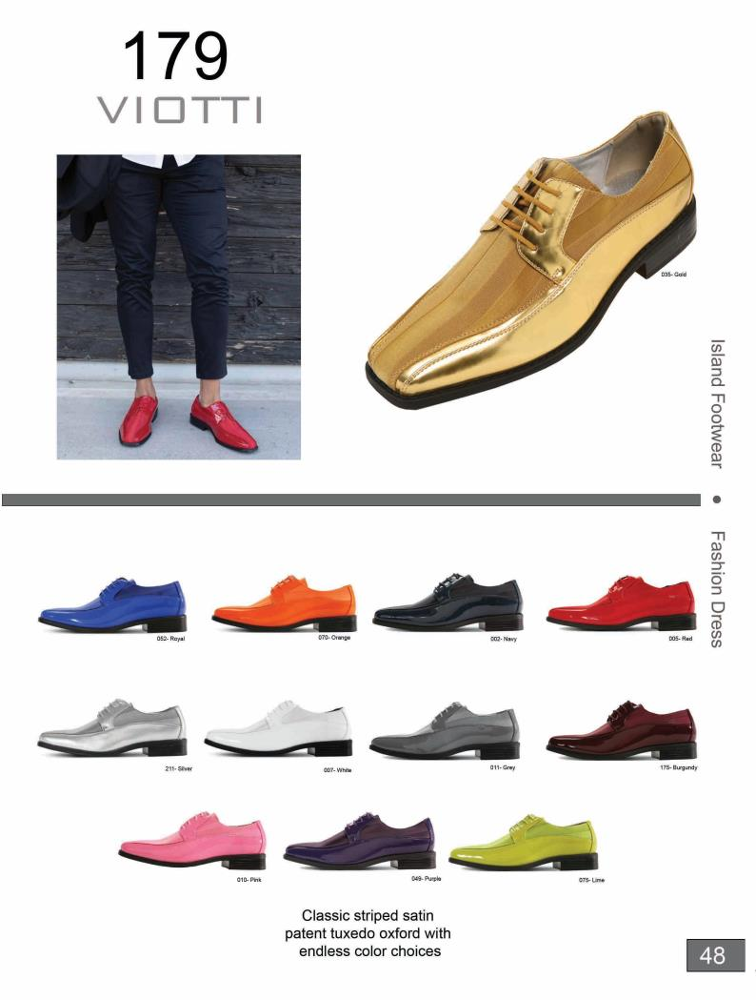 179
VIOTTI
035- Gold
Island Footwear • Fashion Dress
052- Royal
070- Orange
002- Navy
005- Red
211- Silver
007- White
011- Grey
175- Burgundy
010- Pink
049- Purple
075- Lime
Classic striped satin
patent tuxedo oxford with
endless color choices
48